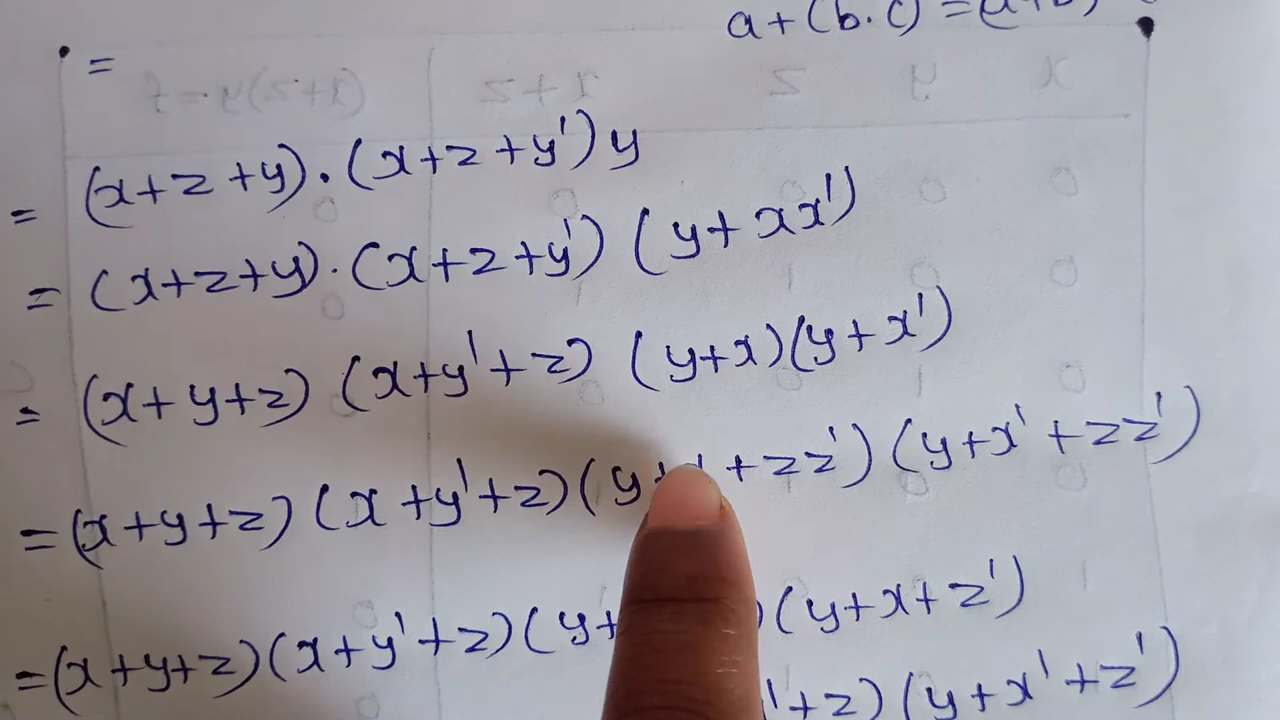 a+(b.c) =
=
= (x+z+y).(x+z+y')y
= (x+z+y).(x+z+y') (y+xx')
= (x+y+z) (x+y'+z) (y+x)(y+x')
= (x+y+z) (x+y'+z) (y+ +zz') (y+x'+zz')
= (x+y+z) (x+y'+z) (y+ ) (y+x+z')
'+z) (y+x'+z')